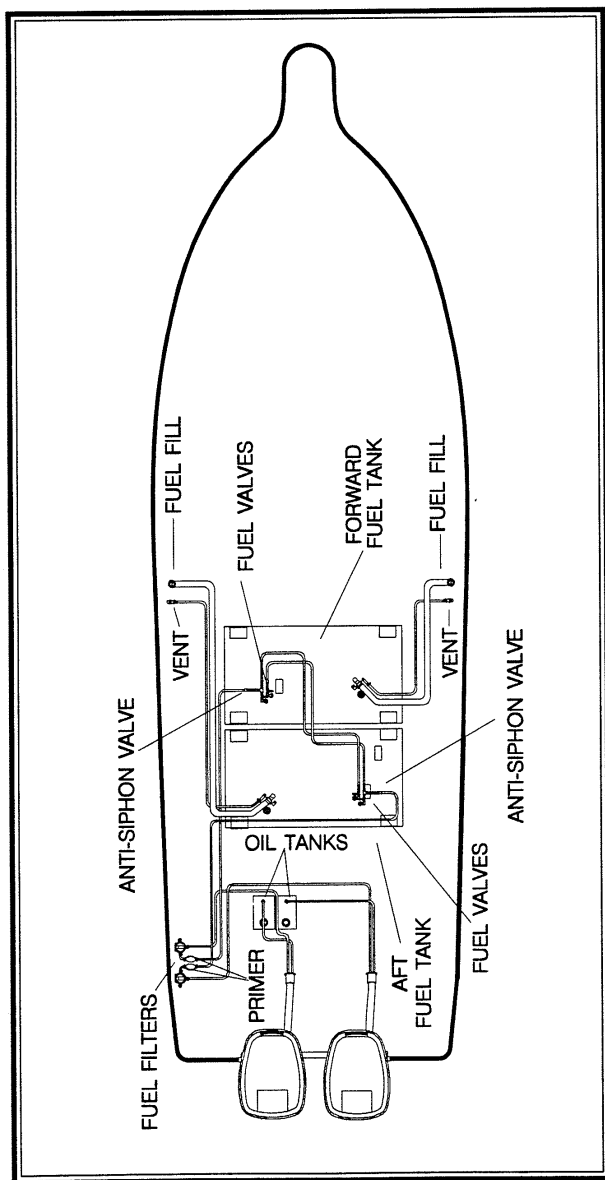 FUEL FILTERS
PRIMER
ANTI-SIPHON VALVE
OIL TANKS
AFT
FUEL TANK
FUEL VALVES
ANTI-SIPHON VALVE
VENT
FUEL FILL
FUEL VALVES
FORWARD
FUEL TANK
VENT
FUEL FILL